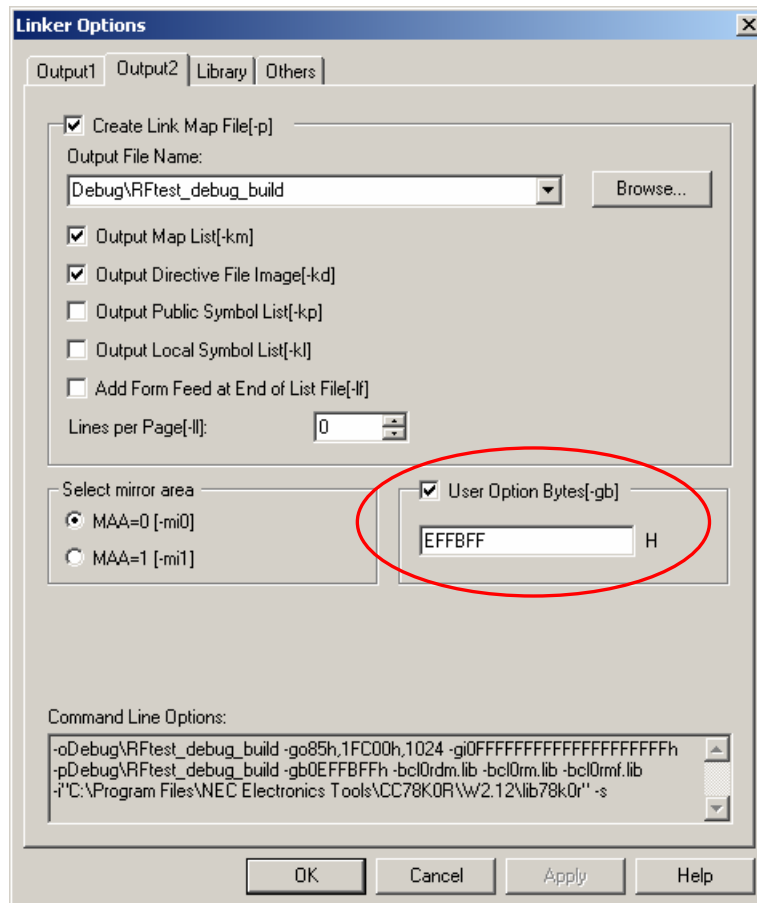 Linker Options
Output1 Output2 Library Others
Create Link Map File[-p]
Output File Name:
Debug\RFtest_debug_build
Browse...
Output Map List[-km]
Output Directive File Image[-kd]
Output Public Symbol List[-kp]
Output Local Symbol List[-kl]
Add Form Feed at End of List File[-lf]
Lines per Page[-ll]: 0
Select mirror area
MAA=0 [-mi0]
MAA=1 [-mi1]
User Option Bytes[-gb]
EFFBFF H
Command Line Options:
-oDebug\RFtest_debug_build -go85h,1FC00h,1024 -gi0FFFFFFFFFFFFFFFFFFFFh
-pDebug\RFtest_debug_build -gb0EFFBFFh -bcl0rdm.lib -bcl0rm.lib -bcl0rmf.lib
-i"C:\Program Files\NEC Electronics Tools\CC78K0R\W2.12\lib78k0r" -s
OK Cancel Apply Help